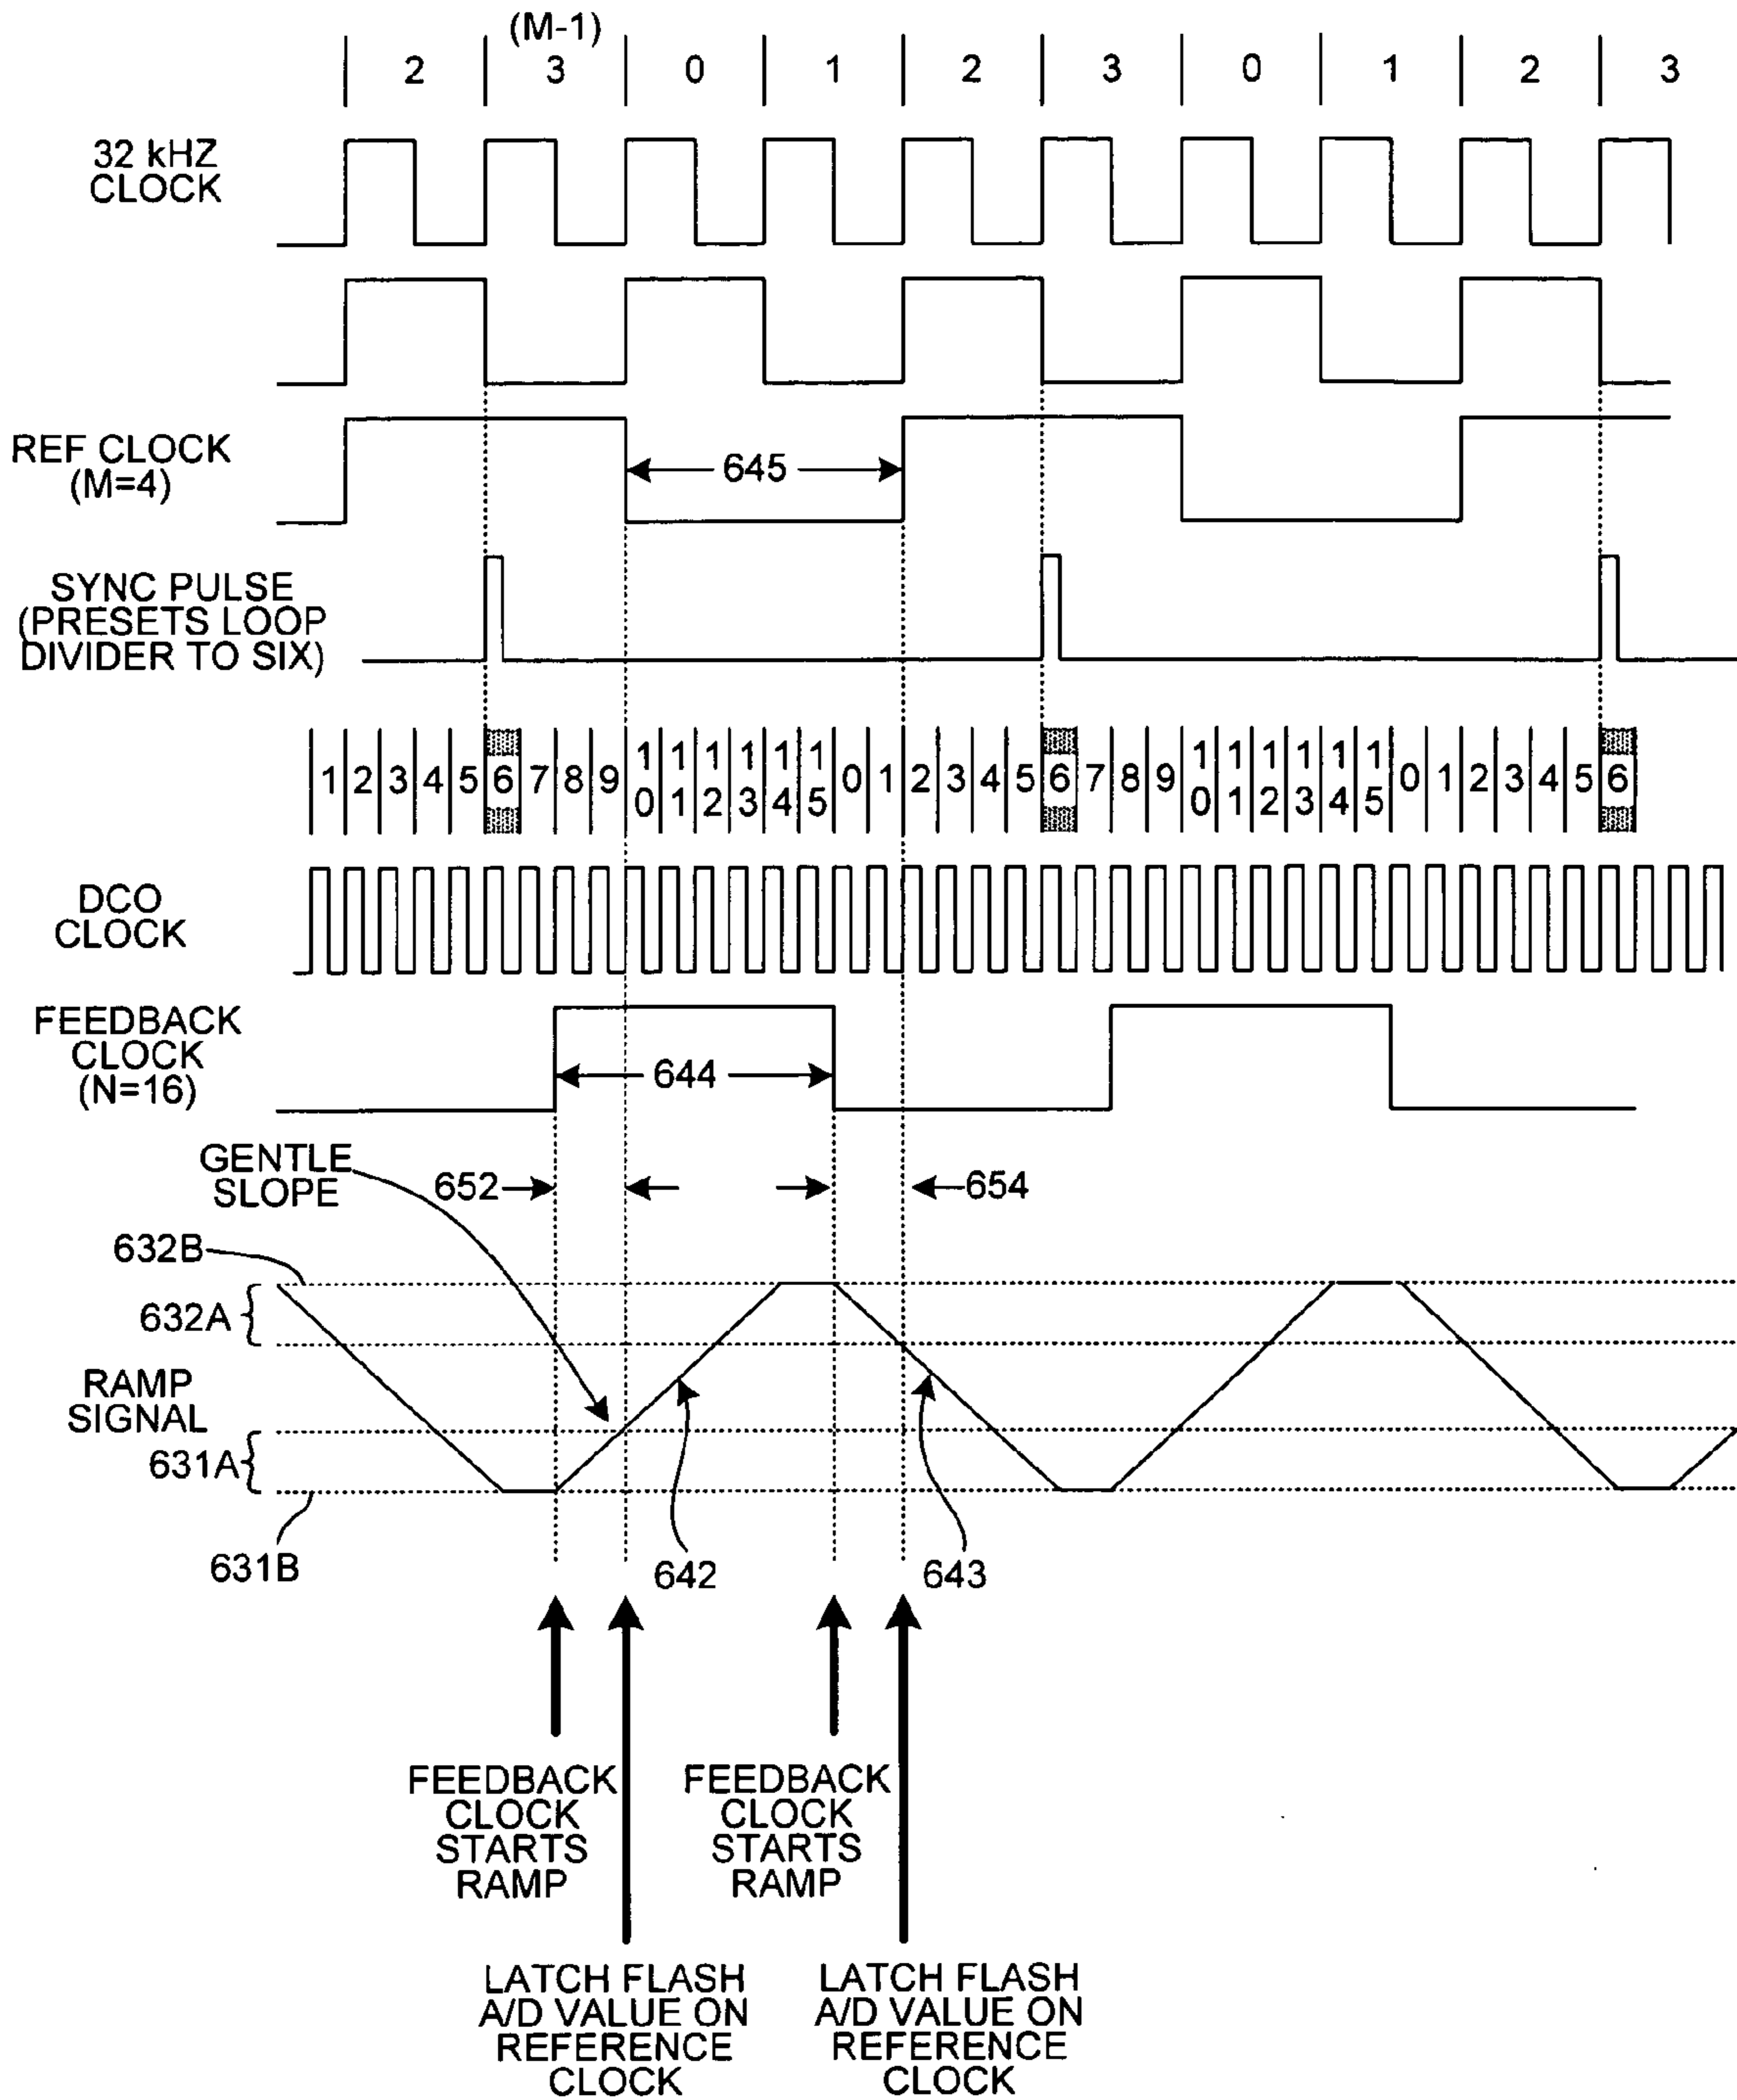 (M-1)
2 3 0 1 2 3 0 1 2 3
32 kHZ
CLOCK
REF CLOCK
(M=4)
645
SYNC PULSE
(PRESETS LOOP
DIVIDER TO SIX)
1 2 3 4 5 6 7 8 9 10 11 12 13 14 15 0 1 2 3 4 5 6 7 8 9 10 11 12 13 14 15 0 1 2 3 4 5 6
DCO
CLOCK
FEEDBACK
CLOCK
(N=16)
644
GENTLE
SLOPE
652
654
632B
632A
RAMP
SIGNAL
631A
631B
642
643
FEEDBACK
CLOCK
STARTS
RAMP
FEEDBACK
CLOCK
STARTS
RAMP
LATCH FLASH
A/D VALUE ON
REFERENCE
CLOCK
LATCH FLASH
A/D VALUE ON
REFERENCE
CLOCK